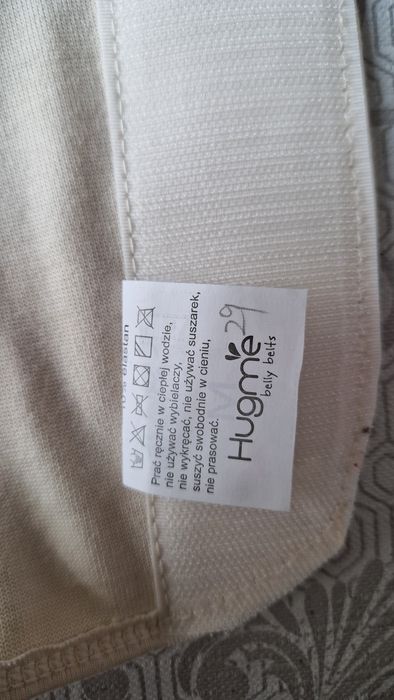 elastan
Prać ręcznie w ciepłej wodzie,
nie używać wybielaczy,
nie wykręcać, nie używać suszarek,
suszyć swobodnie w cieniu,
nie prasować.
Hugme 29
belly belts